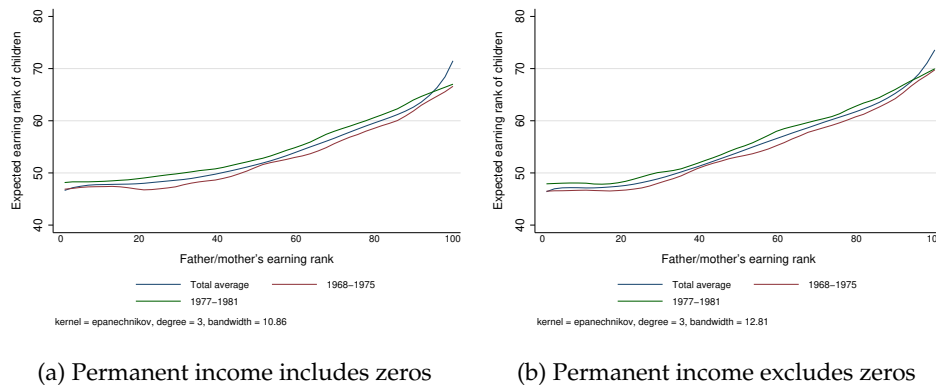 80
70
60
50
40
Expected earning rank of children
0 20 40 60 80 100
Father/mother's earning rank
Total average 1968−1975
1977−1981
kernel = epanechnikov, degree = 3, bandwidth = 10.86
(a) Permanent income includes zeros
80
70
60
50
40
Expected earning rank of children
0 20 40 60 80 100
Father/mother's earning rank
Total average 1968−1975
1977−1981
kernel = epanechnikov, degree = 3, bandwidth = 12.81
(b) Permanent income excludes zeros